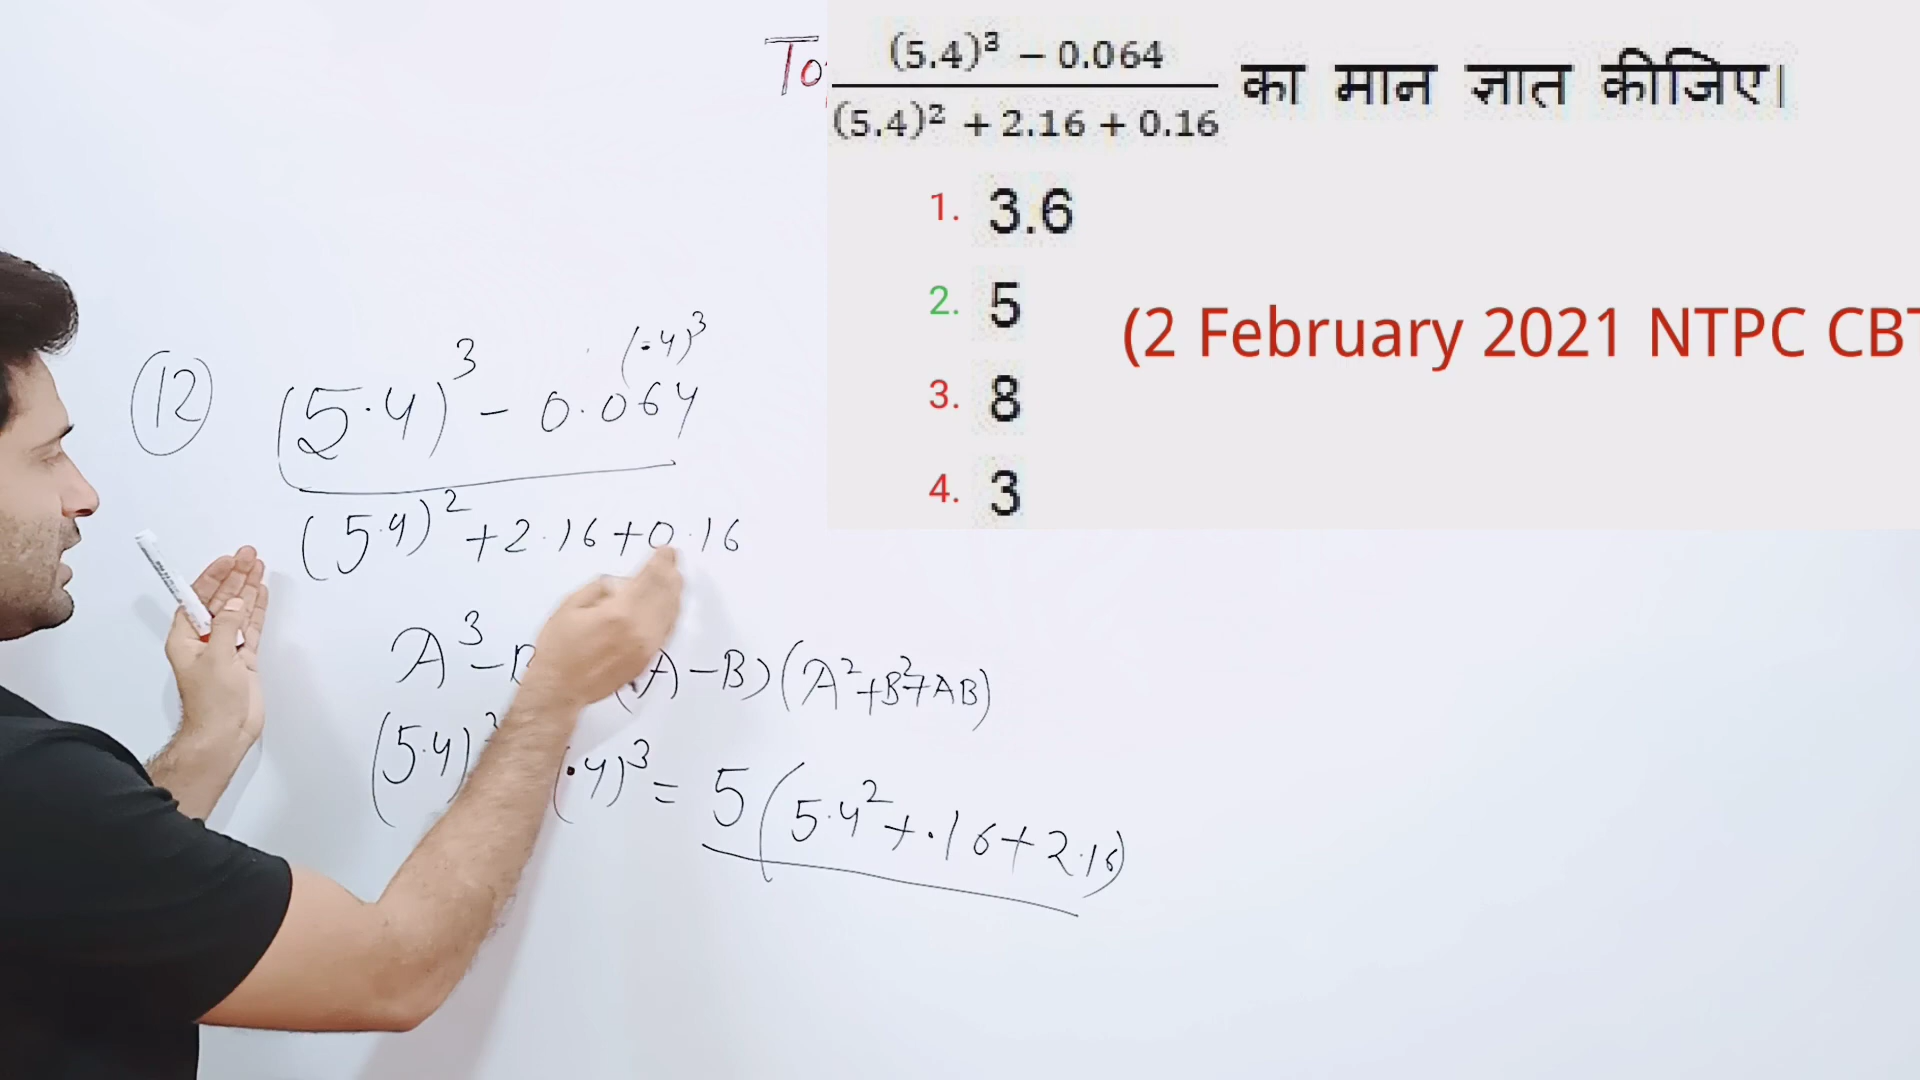 To
(5.4)³ − 0.064
(5.4)² + 2.16 + 0.16
का मान ज्ञात कीजिए।
1. 3.6
2. 5
3. 8
4. 3
(2 February 2021 NTPC CBT
(12)
(.4)³
(5.4)³ − 0.064
(5.4)² + 2.16 + 0.16
A³ − (A − B)(A² + B² + AB)
(5.4) (.4)³ = 5(5.4² + .16 + 2.16)